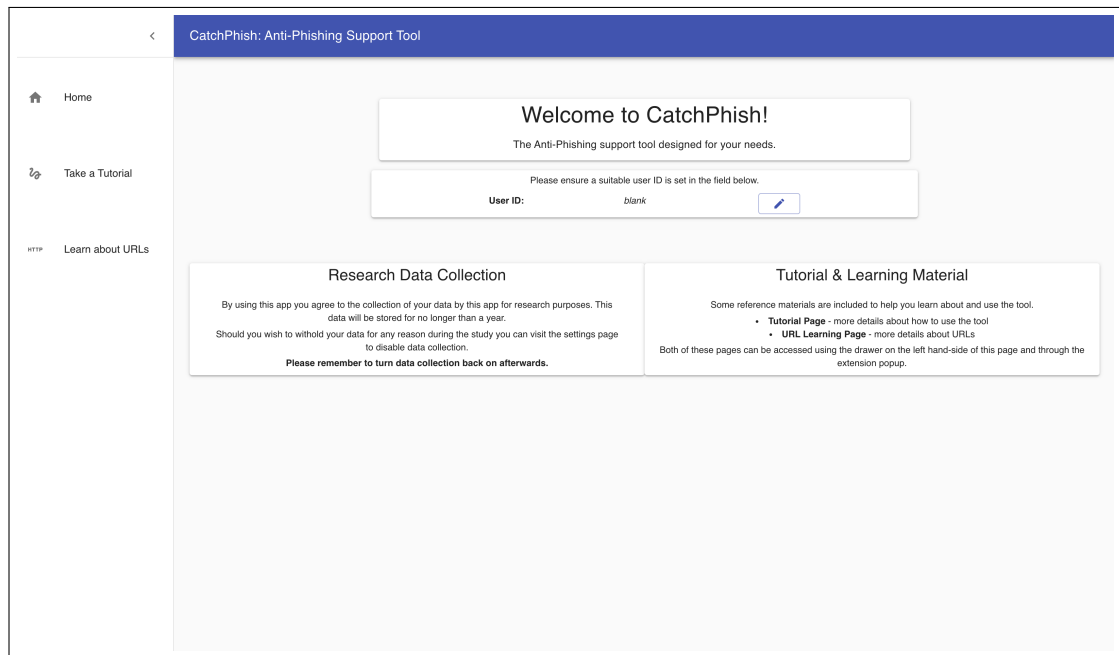 CatchPhish: Anti-Phishing Support Tool
Home
Take a Tutorial
HTTP Learn about URLs
Welcome to CatchPhish!
The Anti-Phishing support tool designed for your needs.
Please ensure a suitable user ID is set in the field below.
User ID: blank
Research Data Collection
By using this app you agree to the collection of your data by this app for research purposes. This
data will be stored for no longer than a year.
Should you wish to withold your data for any reason during the study you can visit the settings page
to disable data collection.
Please remember to turn data collection back on afterwards.
Tutorial & Learning Material
Some reference materials are included to help you learn about and use the tool.
• Tutorial Page - more details about how to use the tool
• URL Learning Page - more details about URLs
Both of these pages can be accessed using the drawer on the left hand-side of this page and through the
extension popup.